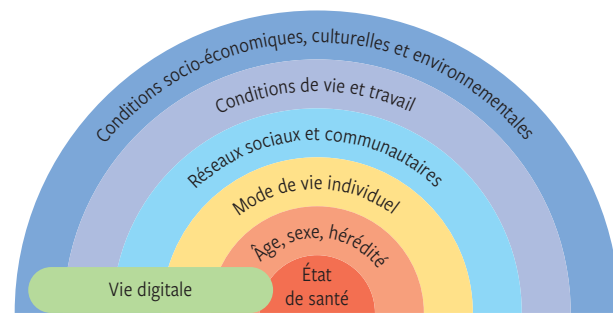 Conditions socio-économiques, culturelles et environnementales
Conditions de vie et travail
Réseaux sociaux et communautaires
Mode de vie individuel
Âge, sexe, hérédité
État
de santé
Vie digitale